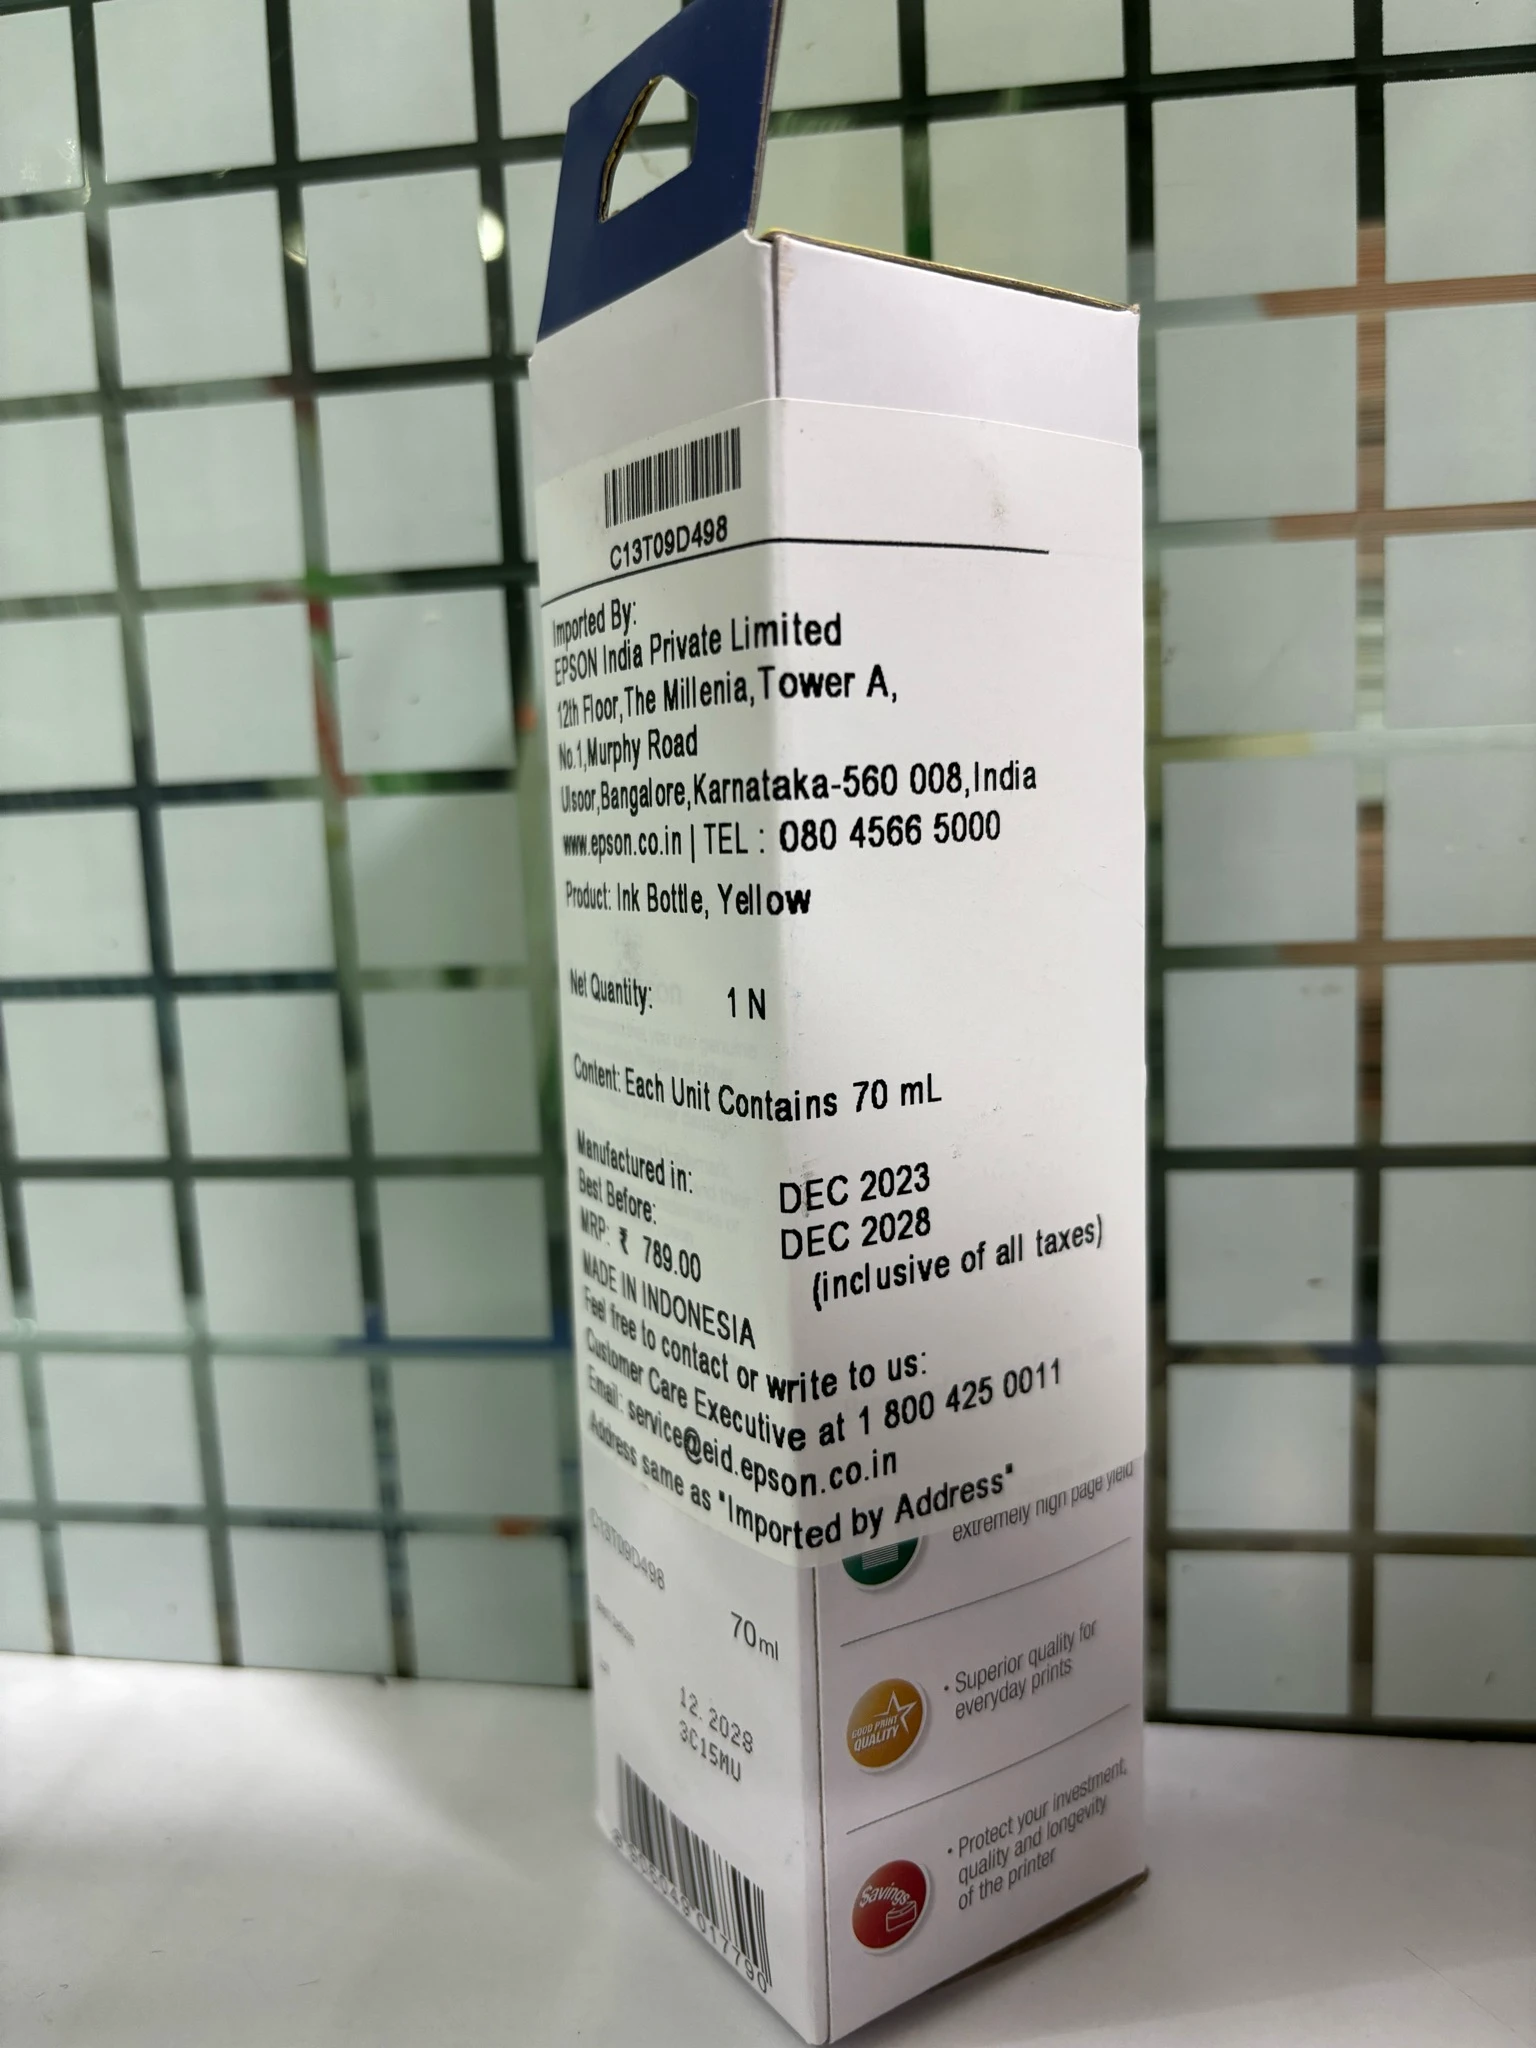 C13T09D498
Imported By:
EPSON India Private Limited
12th Floor,The Millenia,Tower A,
No.1,Murphy Road
Ulsoor,Bangalore,Karnataka-560 008,India
www.epson.co.in | TEL : 080 4566 5000
Product: Ink Bottle, Yellow
Net Quantity: 1 N
Content: Each Unit Contains 70 mL
Manufactured in: DEC 2023
Best Before: DEC 2028
MRP: ₹ 789.00 (inclusive of all taxes)
MADE IN INDONESIA
Feel free to contact or write to us:
Customer Care Executive at 1 800 425 0011
Email: service@eid.epson.co.in
Address same as "Imported by Address"
C13T09D498
70ml
12.2028
3C15MU
017790
extremely high page yield
GOOD PRINT
QUALITY
• Superior quality for
everyday prints
Savings
• Protect your investment,
quality and longevity
of the printer